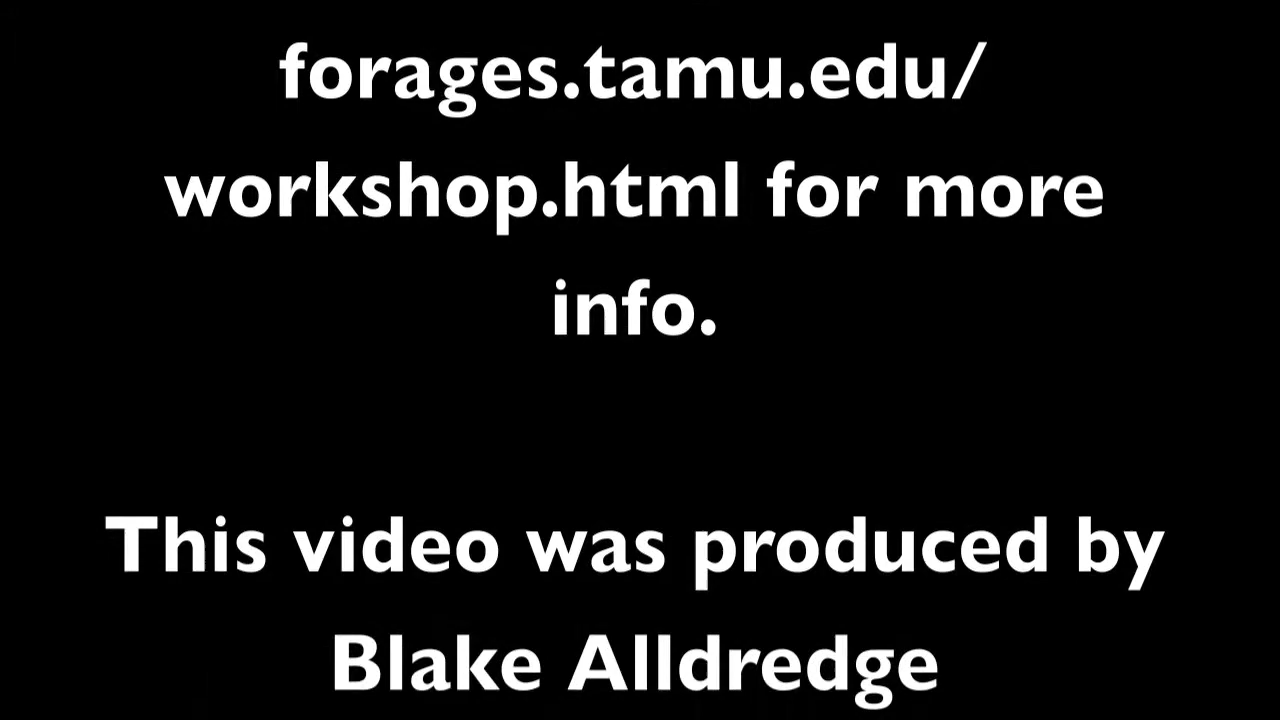 forages.tamu.edu/
workshop.html for more
info.
This video was produced by
Blake Alldredge